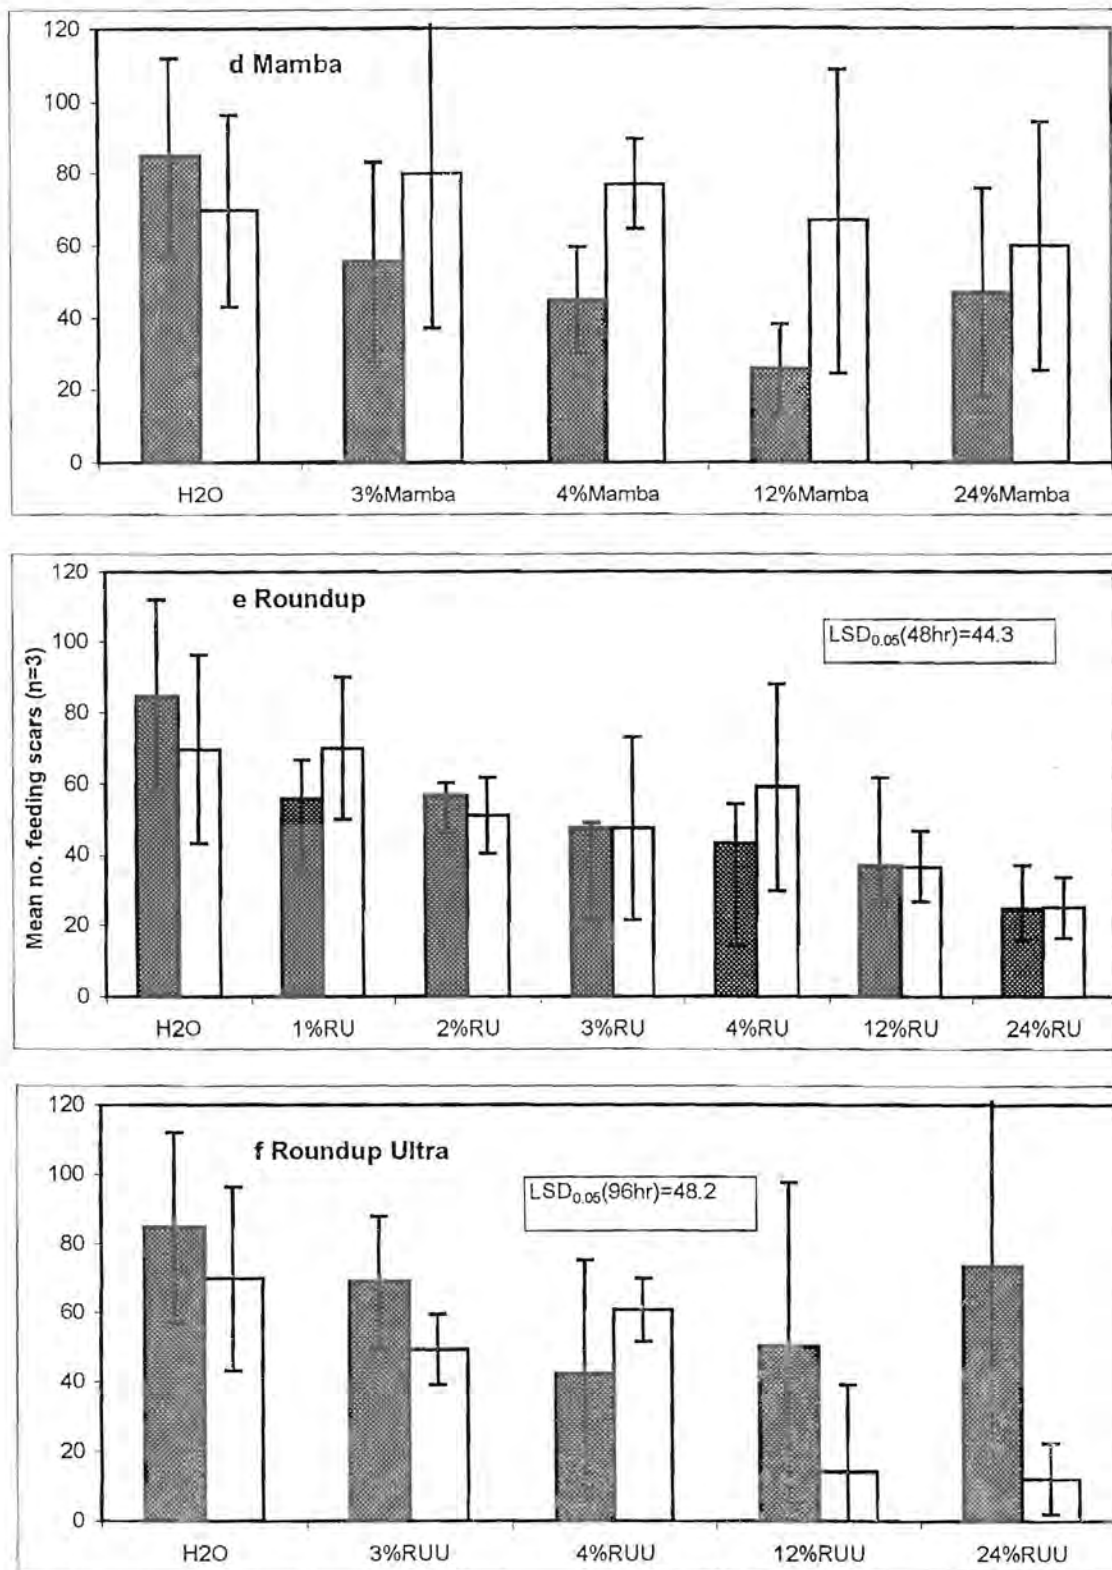 d Mamba
120
100
80
60
40
20
0
H2O 3%Mamba 4%Mamba 12%Mamba 24%Mamba
e Roundup
LSD0.05(48hr)=44.3
Mean no. feeding scars (n=3)
120
100
80
60
40
20
0
H2O 1%RU 2%RU 3%RU 4%RU 12%RU 24%RU
f Roundup Ultra
LSD0.05(96hr)=48.2
120
100
80
60
40
20
0
H2O 3%RUU 4%RUU 12%RUU 24%RUU